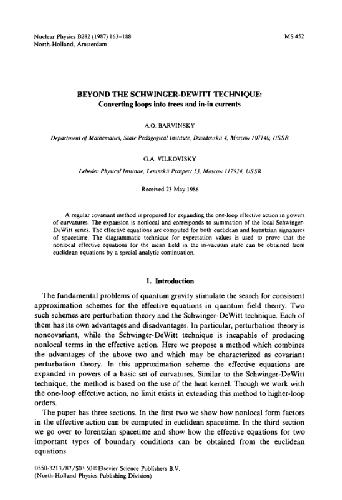 Nuclear Physics B282 (1987) 163-188
North-Holland, Amsterdam
BEYOND THE SCHWINGER-DEWITT TECHNIQUE:
Converting loops into trees and in-in currents
A.O. BARVINSKY
Department of Mathematics, State Pedagogical Institute, Moscow 107140, USSR
G.A. VILKOVISKY
Lebedev Physical Institute, Leninsky Prospect 53, Moscow 117924, USSR
Received 23 May 1986
A regular covariant method is proposed for expanding the one-loop effective action in powers
of curvatures. The expansion is nonlocal and corresponds to summation of the local Schwinger-
DeWitt series. The effective equations are computed for both euclidean and lorentzian signatures
of spacetime. The diagrammatic technique for expectation values is used to prove that the
nonlocal effective equations for the mean field in the in-vacuum state can be obtained from
euclidean equations by a special analytic continuation.
1. Introduction
The fundamental problems of quantum gravity stimulate the search for consistent
approximation schemes for the effective equations in quantum field theory. Two
such schemes are perturbation theory and the Schwinger-DeWitt technique. Each of
them has its own advantages and disadvantages. In particular, perturbation theory is
noncovariant, while the Schwinger-DeWitt technique is incapable of producing
nonlocal terms in the effective action. Here we propose a method which combines
the advantages of the above two and which may be characterized as covariant
perturbation theory. In this approximation scheme the effective equations are
expanded in powers of a basic set of curvatures. Similar to the Schwinger-DeWitt
technique, the method is based on the use of the heat kernel. Though we work with
the one-loop effective action, no limit exists in extending this method to higher-loop
orders.
The paper has three sections. In the first two we show how nonlocal form factors
in the effective action can be computed in euclidean spacetime. In the third section
we go over to lorentzian spacetime and show how the effective equations for two
important types of boundary conditions can be obtained from the euclidean
equations
Elsevier Science Publishers B.V.
(North-Holland Physics Publishing Division)